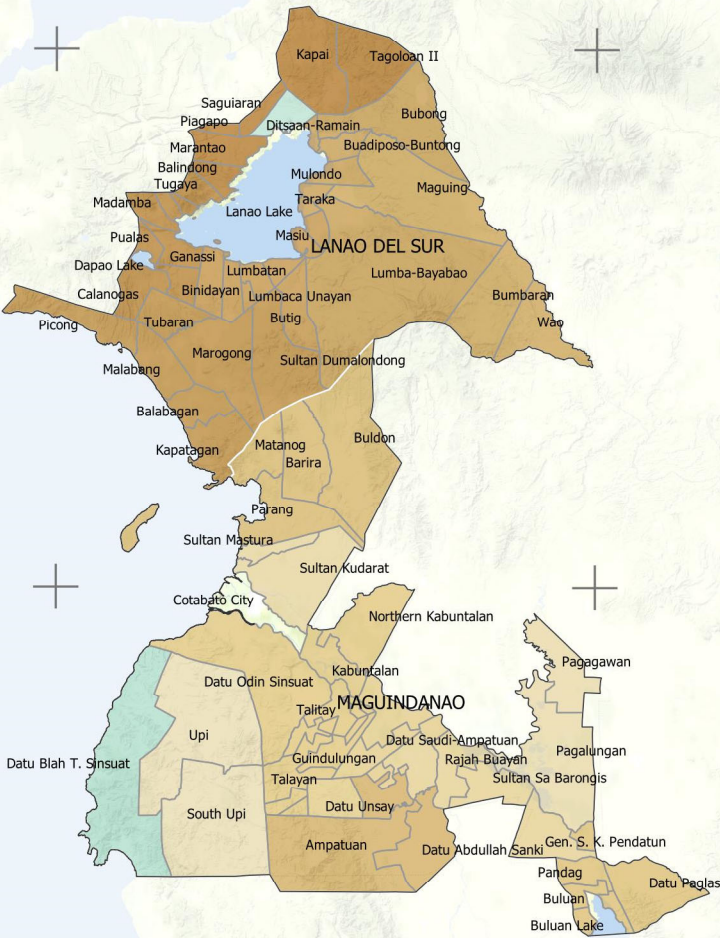 Kapai
Tagoloan II
Saguiaran
Bubong
Piagapo
Ditsaan-Ramain
Marantao
Buadiposo-Buntong
Balindong
Mulondo
Tugaya
Maguing
Madamba
Taraka
Lanao Lake
Pualas
Masiu
LANAO DEL SUR
Ganassi
Dapao Lake
Lumbatan
Lumba-Bayabao
Calanogas
Binidayan
Lumbaca Unayan
Bumbaran
Picong
Tubaran
Butig
Wao
Marogong
Sultan Dumalondong
Malabang
Balabagan
Buldon
Matanog
Kapatagan
Barira
Parang
Sultan Mastura
Sultan Kudarat
Cotabato City
Northern Kabuntalan
Pagagawan
Kabuntalan
Datu Odin Sinsuat
MAGUINDANAO
Talitay
Upi
Datu Saudi-Ampatuan
Pagalungan
Guindulungan
Rajah Buayan
Datu Blah T. Sinsuat
Talayan
Sultan Sa Barongis
Datu Unsay
South Upi
Ampatuan
Gen. S. K. Pendatun
Datu Abdullah Sanki
Pandag
Datu Paglas
Buluan
Buluan Lake